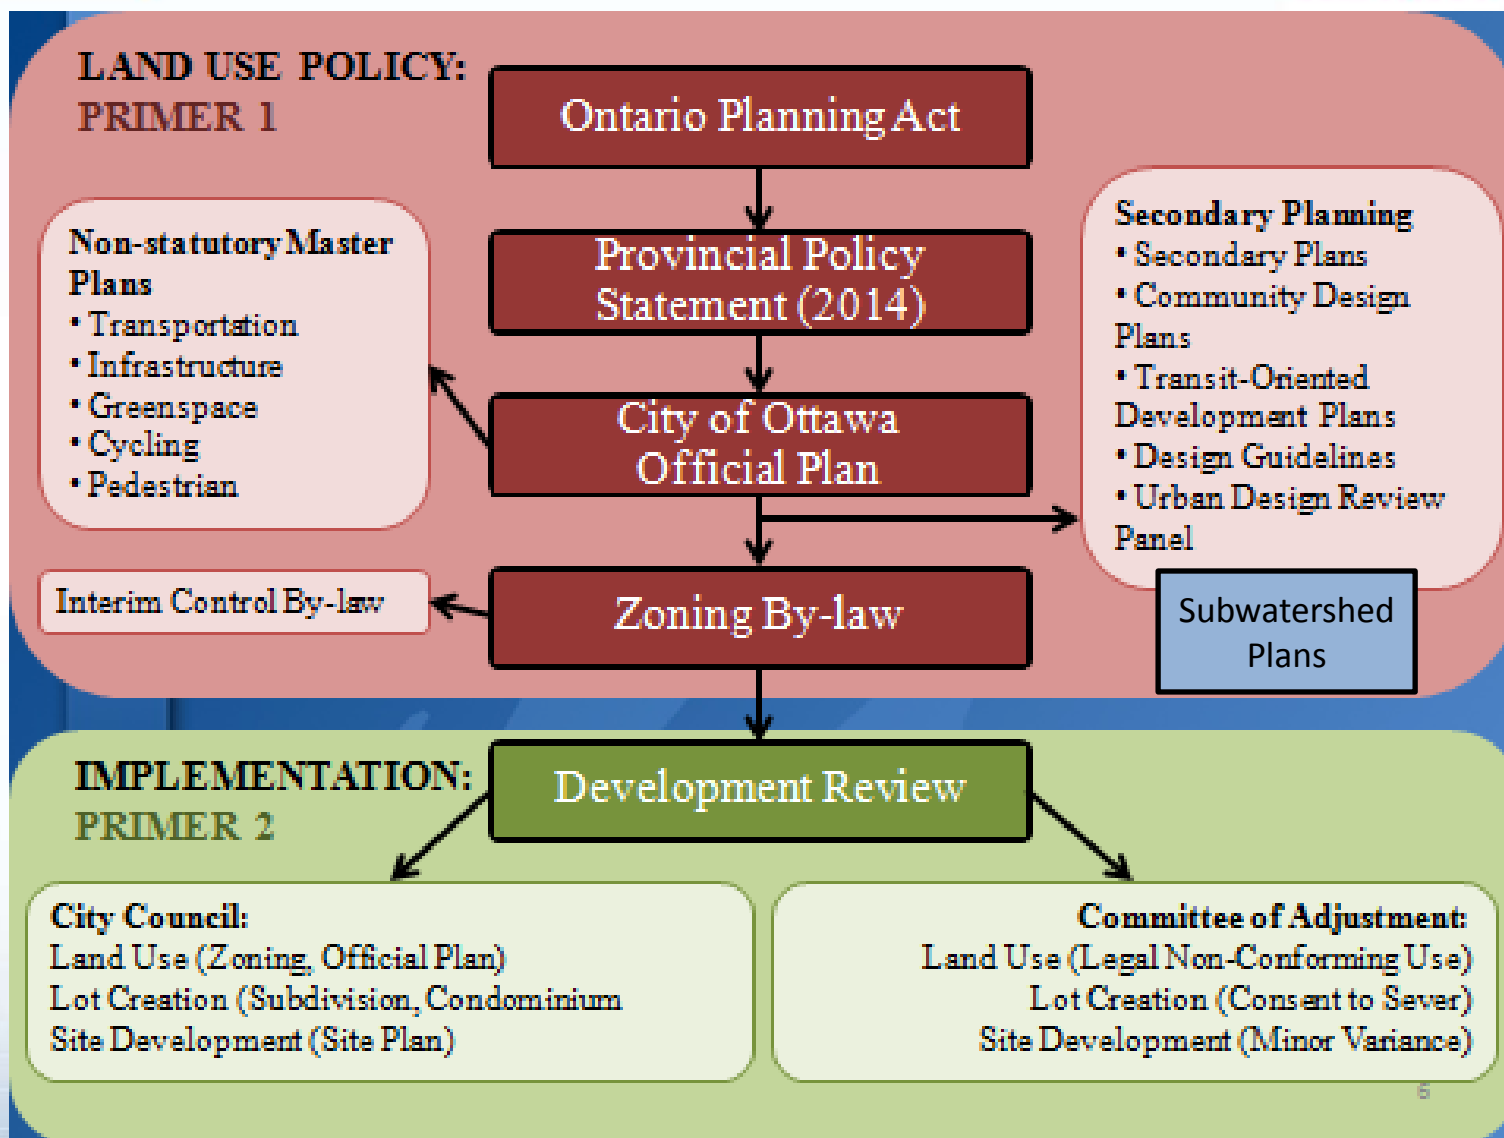 LAND USE POLICY:
PRIMER 1
Ontario Planning Act
Non-statutory Master
Plans
• Transportation
• Infrastructure
• Greenspace
• Cycling
• Pedestrian
Provincial Policy
Statement (2014)
Secondary Planning
• Secondary Plans
• Community Design
Plans
• Transit-Oriented
Development Plans
• Design Guidelines
• Urban Design Review
Panel
City of Ottawa
Official Plan
Interim Control By-law
Zoning By-law
Subwatershed
Plans
IMPLEMENTATION:
PRIMER 2
Development Review
City Council:
Land Use (Zoning, Official Plan)
Lot Creation (Subdivision, Condominium
Site Development (Site Plan)
Committee of Adjustment:
Land Use (Legal Non-Conforming Use)
Lot Creation (Consent to Sever)
Site Development (Minor Variance)
6